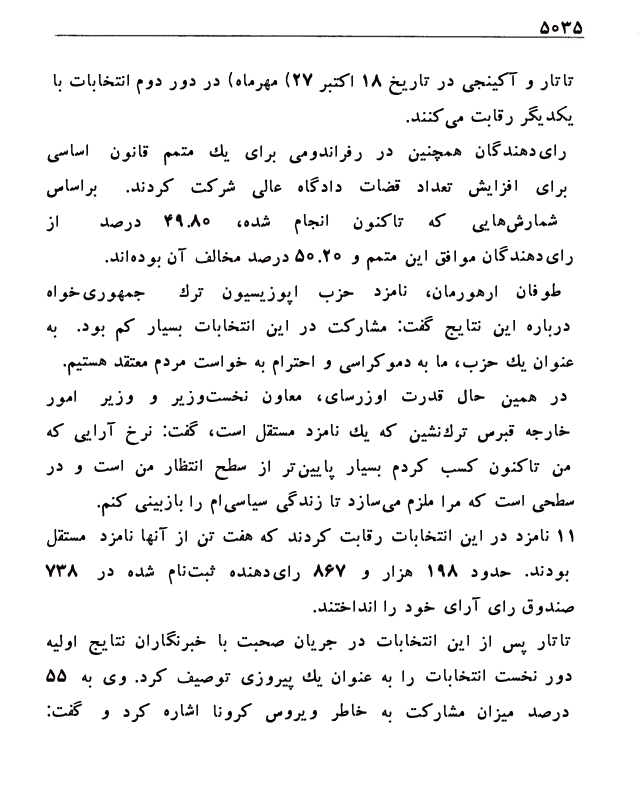 ۵۰۳۵
تاتار و آکینجی در تاریخ ۱۸ اکتبر ۲۷) مهرماه) در دور دوم انتخابات با
یکدیگر رقابت می‌کنند.
رای‌دهندگان همچنین در رفراندومی برای یك متمم قانون اساسی
برای افزایش تعداد قضات دادگاه عالی شرکت کردند. براساس
شمارش‌هایی که تاکنون انجام شده، ۴۹.۸۰ درصد از
رای‌دهندگان موافق این متمم و ۵۰.۲۰ درصد مخالف آن بوده‌اند.
طوفان ارهورمان، نامزد حزب اپوزیسیون ترك جمهوری‌خواه
درباره این نتایج گفت: مشارکت در این انتخابات بسیار کم بود. به
عنوان یك حزب، ما به دموکراسی و احترام به خواست مردم معتقد هستیم.
در همین حال قدرت اوزرسای، معاون نخست‌وزیر و وزیر امور
خارجه قبرس ترك‌نشین که یك نامزد مستقل است، گفت: نرخ آرایی که
من تاکنون کسب کردم بسیار پایین‌تر از سطح انتظار من است و در
سطحی است که مرا ملزم می‌سازد تا زندگی سیاسی‌ام را بازبینی کنم.
۱۱ نامزد در این انتخابات رقابت کردند که هفت تن از آنها نامزد مستقل
بودند. حدود ۱۹۸ هزار و ۸۶۷ رای‌دهنده ثبت‌نام شده در ۷۳۸
صندوق رای آرای خود را انداختند.
تاتار پس از این انتخابات در جریان صحبت با خبرنگاران نتایج اولیه
دور نخست انتخابات را به عنوان یك پیروزی توصیف کرد. وی به ۵۵
درصد میزان مشارکت به خاطر ویروس کرونا اشاره کرد و گفت: